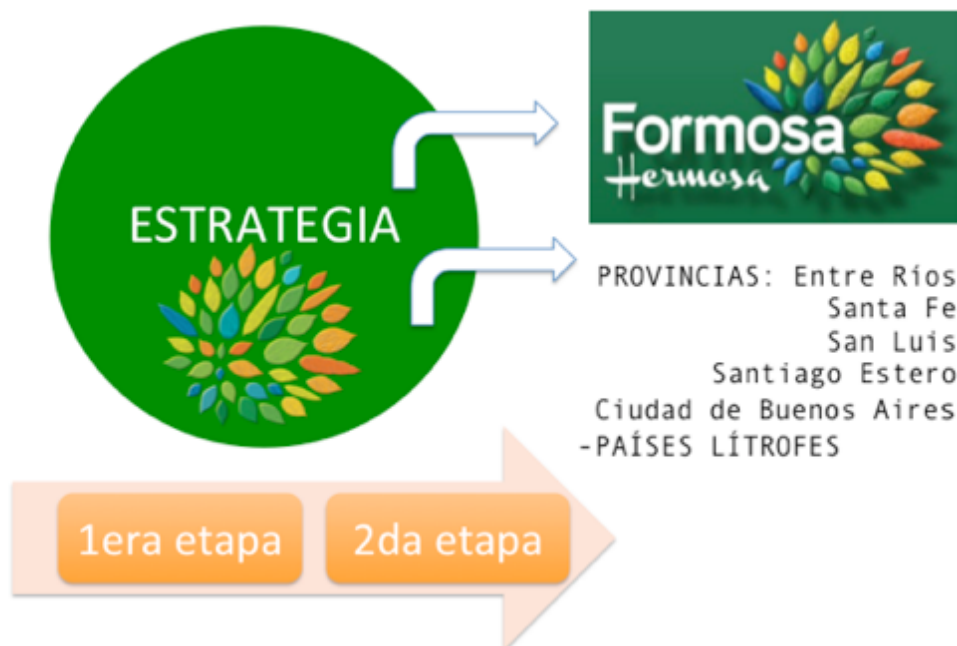 ESTRATEGIA
Formosa
Hermosa
PROVINCIAS: Entre Ríos
Santa Fe
San Luis
Santiago Estero
Ciudad de Buenos Aires
-PAÍSES LÍTROFES
1era etapa
2da etapa